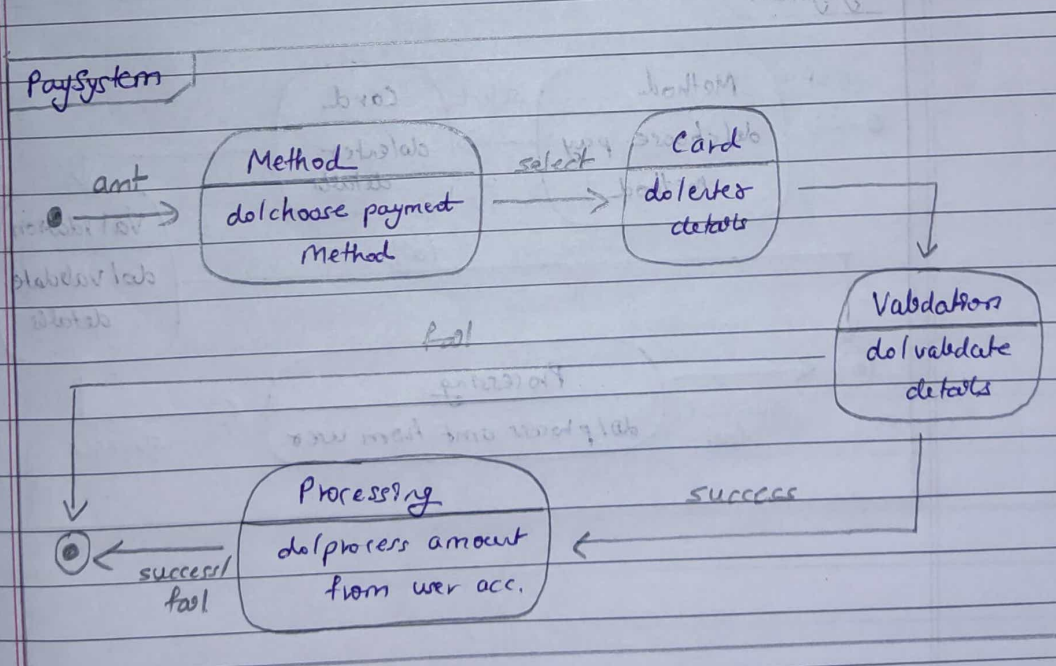 PaySystem
amt
Method
do/choose payment
Method
select
Card
do/enter
details
Validation
do/validate
details
fail
success
Processing
do/process amount
from user acc.
success/
fail